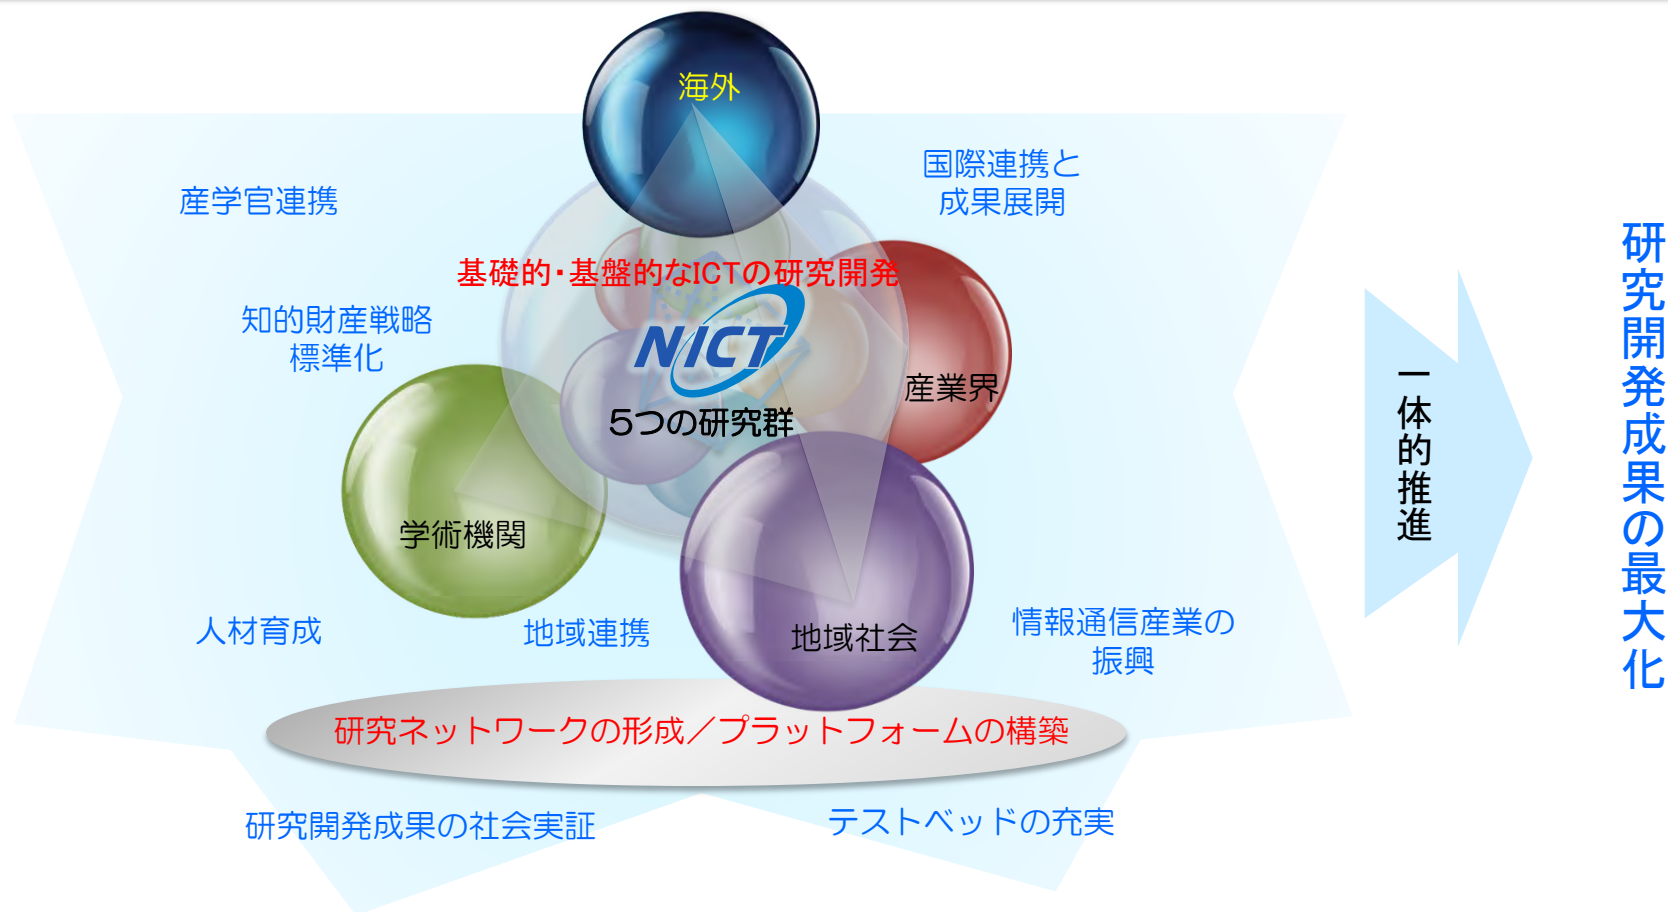 海外
国際連携と
成果展開
産学官連携
基礎的・基盤的なICTの研究開発
知的財産戦略
標準化
NICT
5つの研究群
産業界
学術機関
地域社会
人材育成
地域連携
情報通信産業の
振興
研究ネットワークの形成／プラットフォームの構築
研究開発成果の社会実証
テストベッドの充実
一体的推進
研究開発成果の最大化